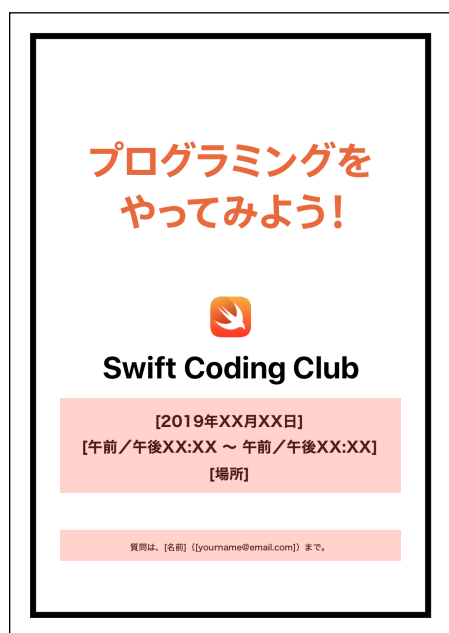 プログラミングを
やってみよう！
Swift Coding Club
[2019年XX月XX日]
[午前／午後XX:XX ～ 午前／午後XX:XX]
[場所]
質問は、[名前]（[yourname@email.com]）まで。